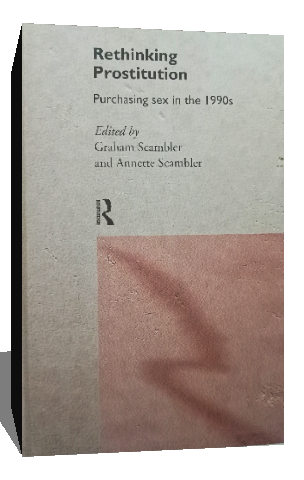 Rethinking
Prostitution
Purchasing sex in the 1990s
Edited by
Graham Scambler
and Annette Scambler
R